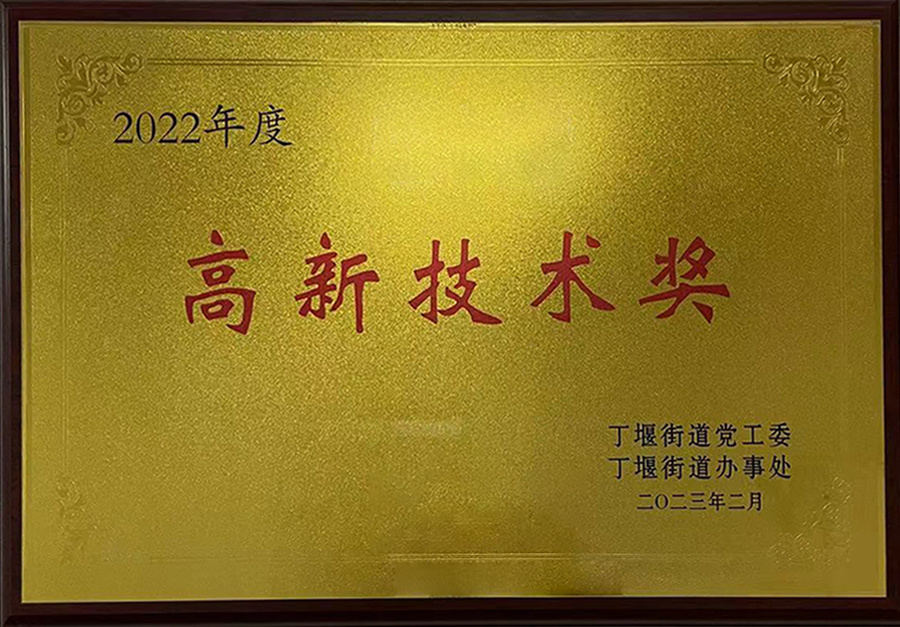 2022年度
高新技术奖
丁堰街道党工委
丁堰街道办事处
二〇二三年二月